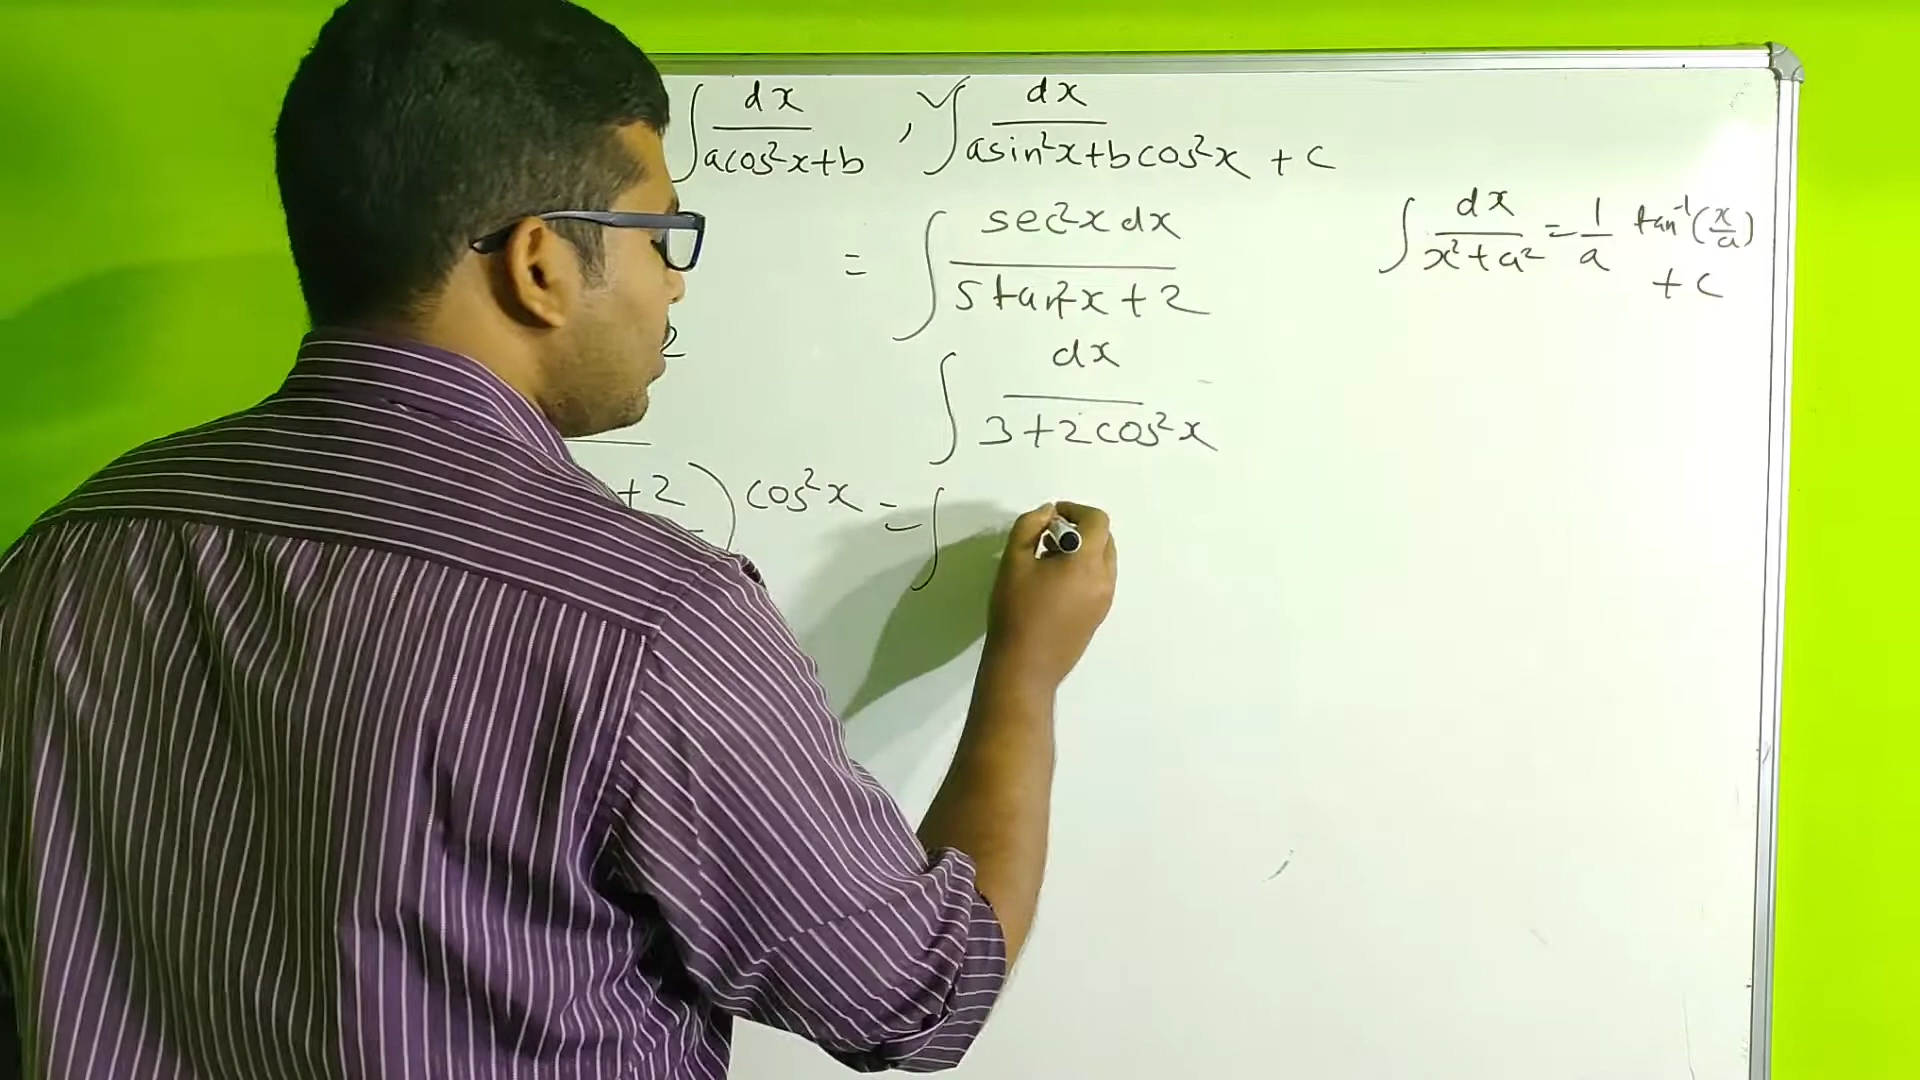 ∫ dx / acos²x+b , ✓∫ dx / asin²x+bcos²x + c
= ∫ sec²x dx / 5tan²x + 2
∫ dx / x²+a² = 1/a tan⁻¹(x/a) + c
2
∫ dx / 3+2cos²x
+2 ) cos²x = ∫